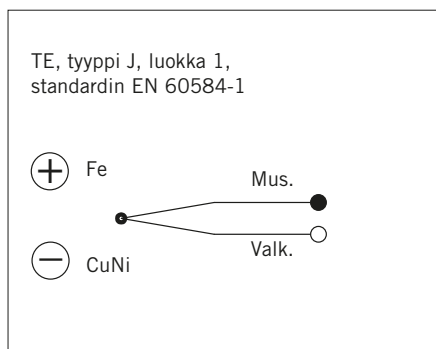 TE, tyyppi J, luokka 1,
standardin EN 60584-1
Fe
Mus.
Valk.
CuNi